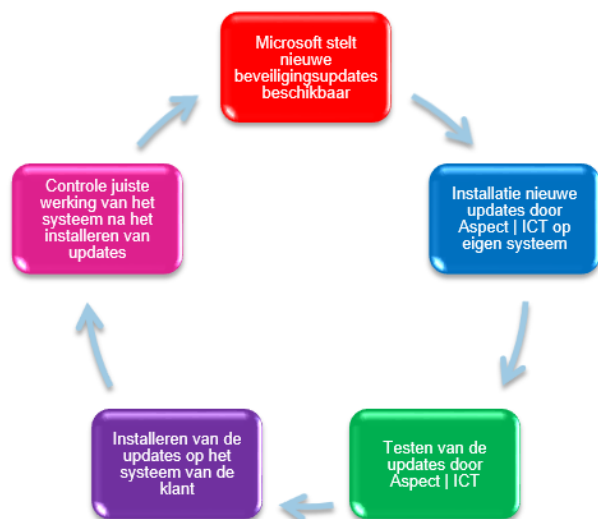 Microsoft stelt
nieuwe
beveiligingsupdates
beschikbaar
Installatie nieuwe
updates door
Aspect | ICT op
eigen systeem
Testen van de
updates door
Aspect | ICT
Installeren van de
updates op het
systeem van de
klant
Controle juiste
werking van het
systeem na het
installeren van
updates